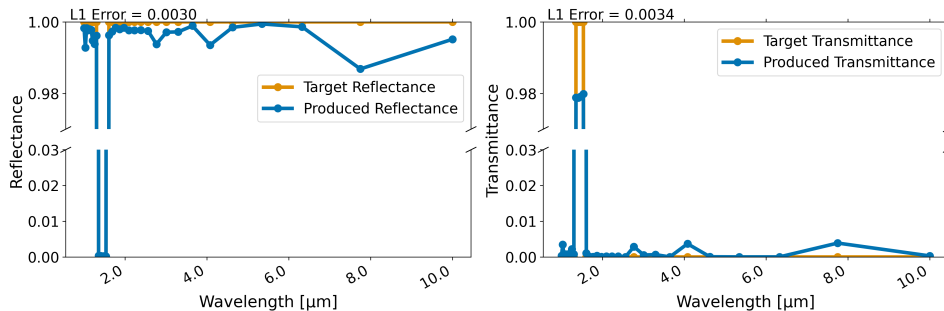 L1 Error = 0.0030
1.00
0.98
0.03
0.02
0.01
0.00
Reflectance
Target Reflectance
Produced Reflectance
2.0
4.0
6.0
8.0
10.0
Wavelength [μm]
L1 Error = 0.0034
1.00
0.98
0.03
0.02
0.01
0.00
Transmittance
Target Transmittance
Produced Transmittance
2.0
4.0
6.0
8.0
10.0
Wavelength [μm]